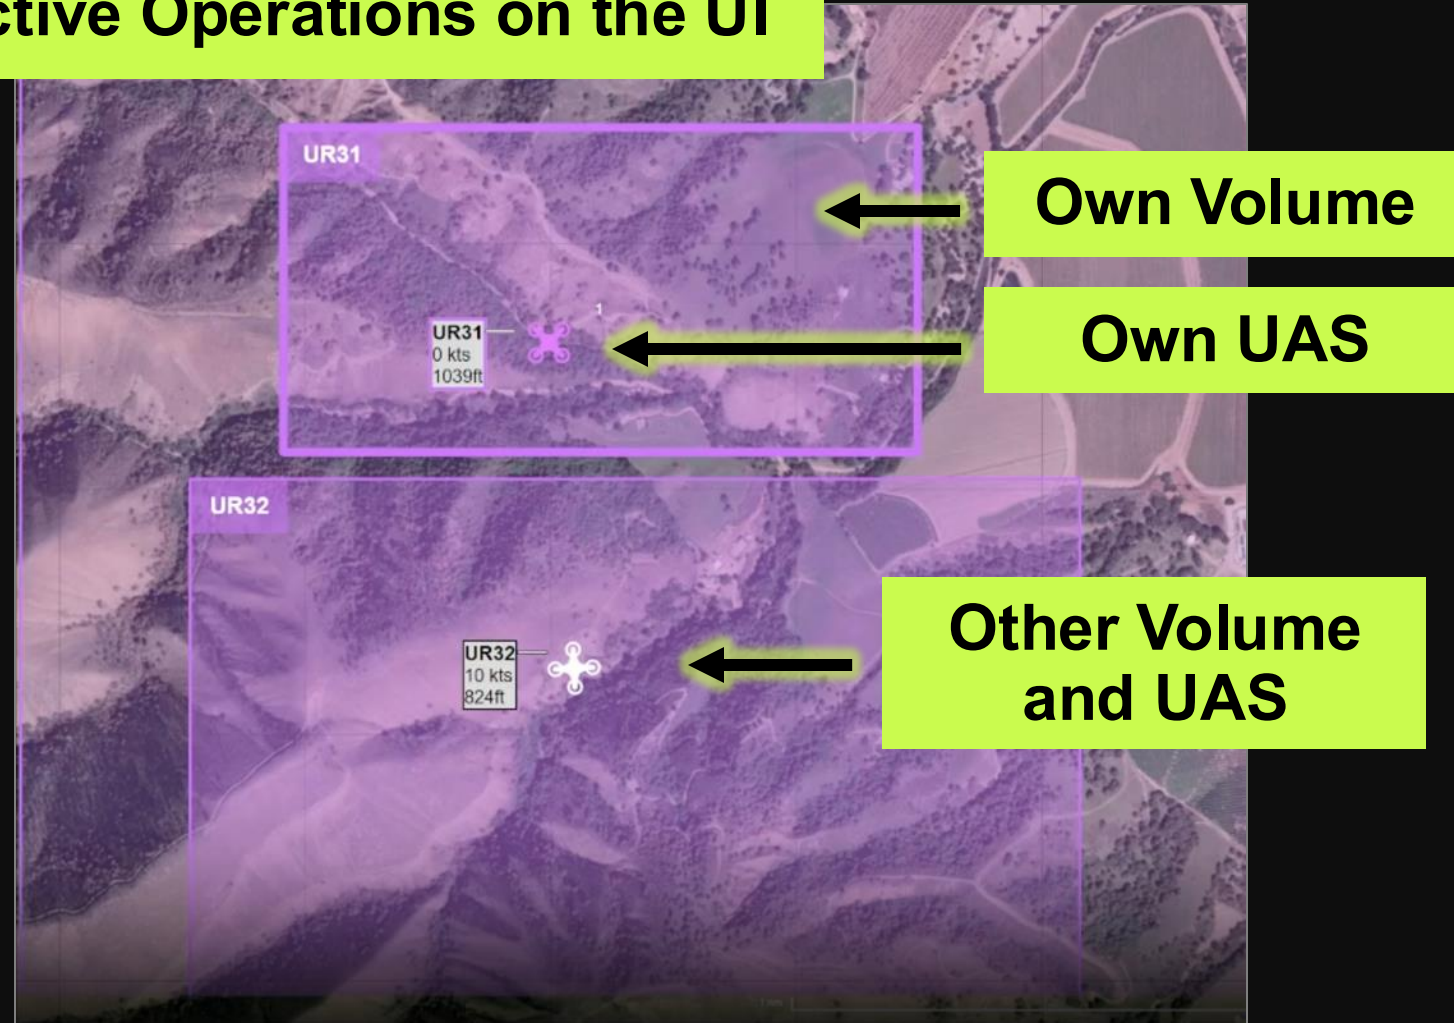 ctive Operations on the UI
UR31
Own Volume
1
UR31
0 kts
1039ft
Own UAS
UR32
Other Volume
and UAS
UR32
10 kts
824ft